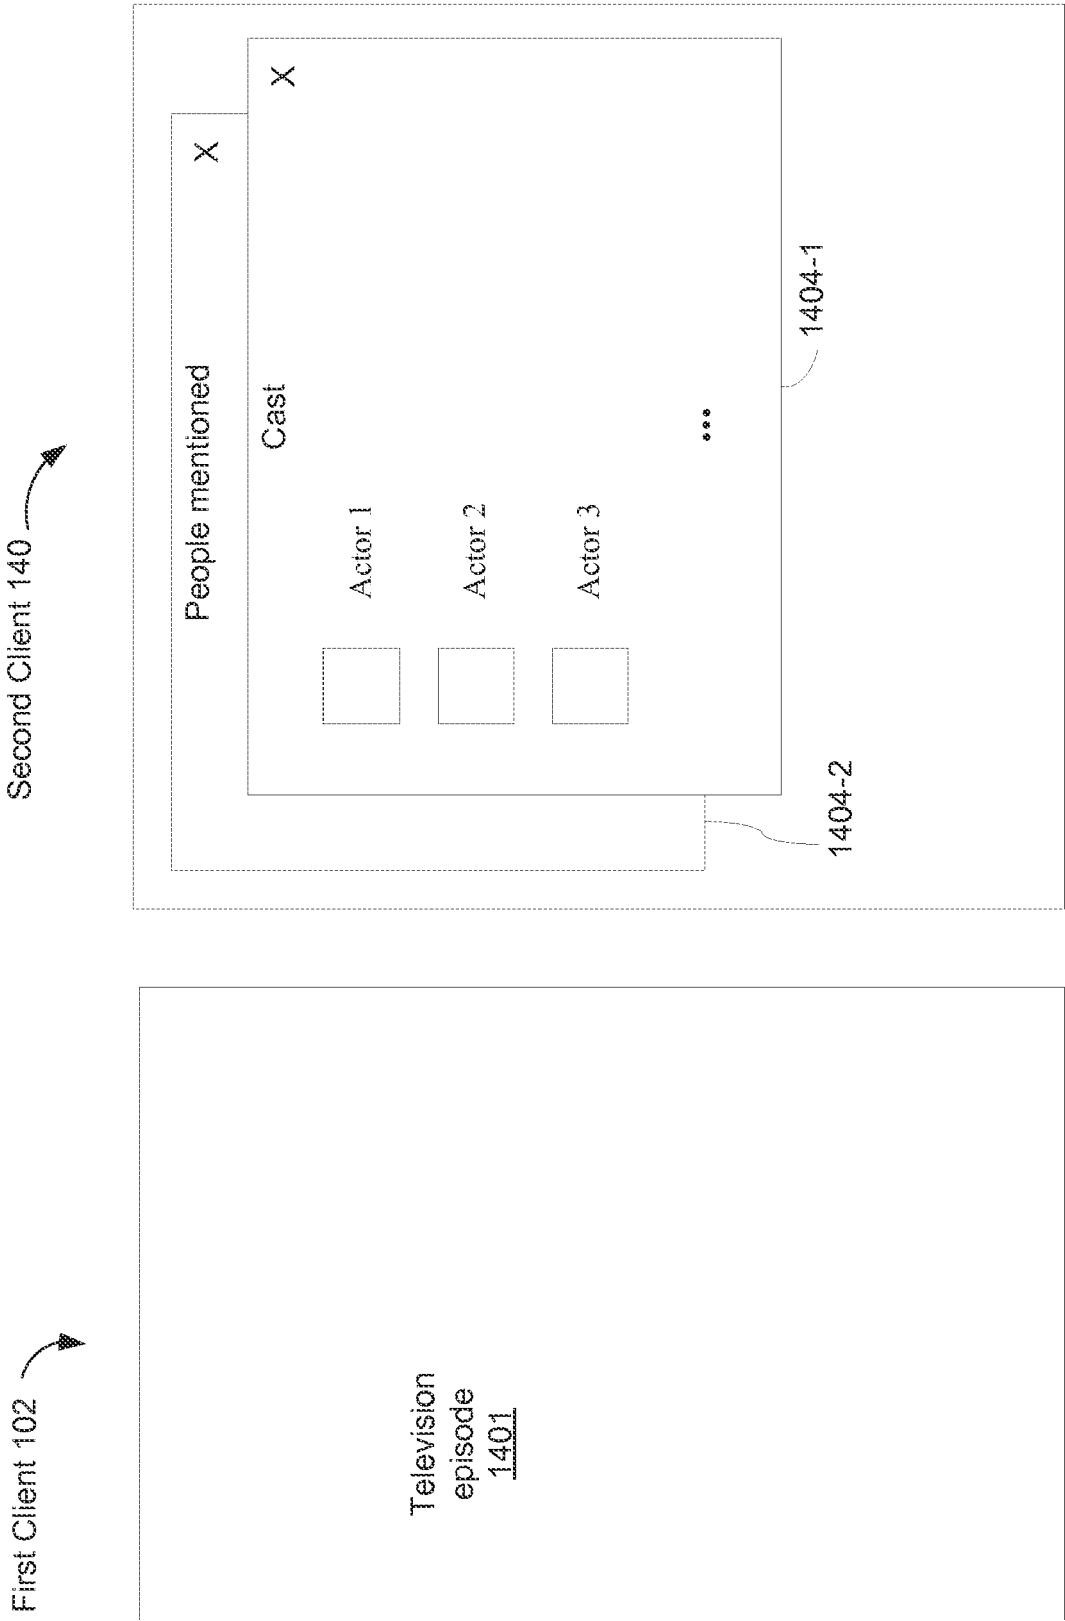 First Client 102
Television
episode
1401
Second Client 140
People mentioned
X
Cast
X
Actor 1
Actor 2
Actor 3
•••
1404-1
1404-2